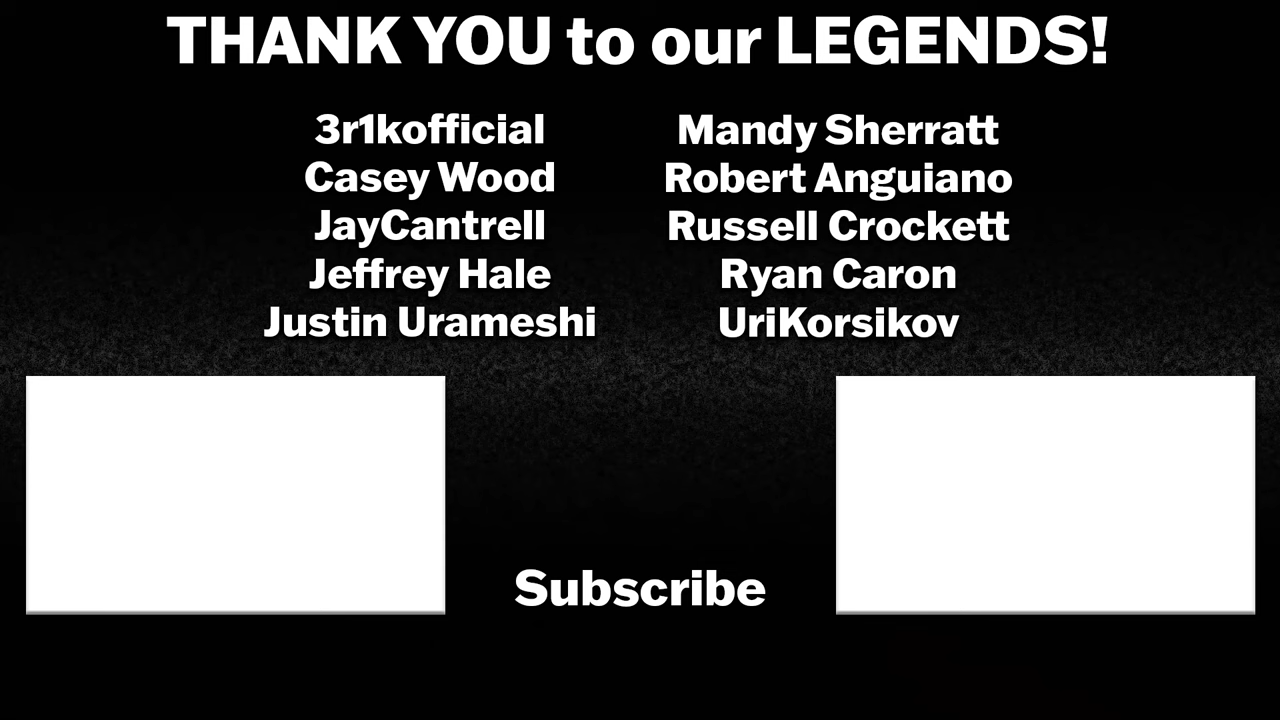 THANK YOU to our LEGENDS!
3r1kofficial
Casey Wood
JayCantrell
Jeffrey Hale
Justin Urameshi
Mandy Sherratt
Robert Anguiano
Russell Crockett
Ryan Caron
UriKorsikov
Subscribe